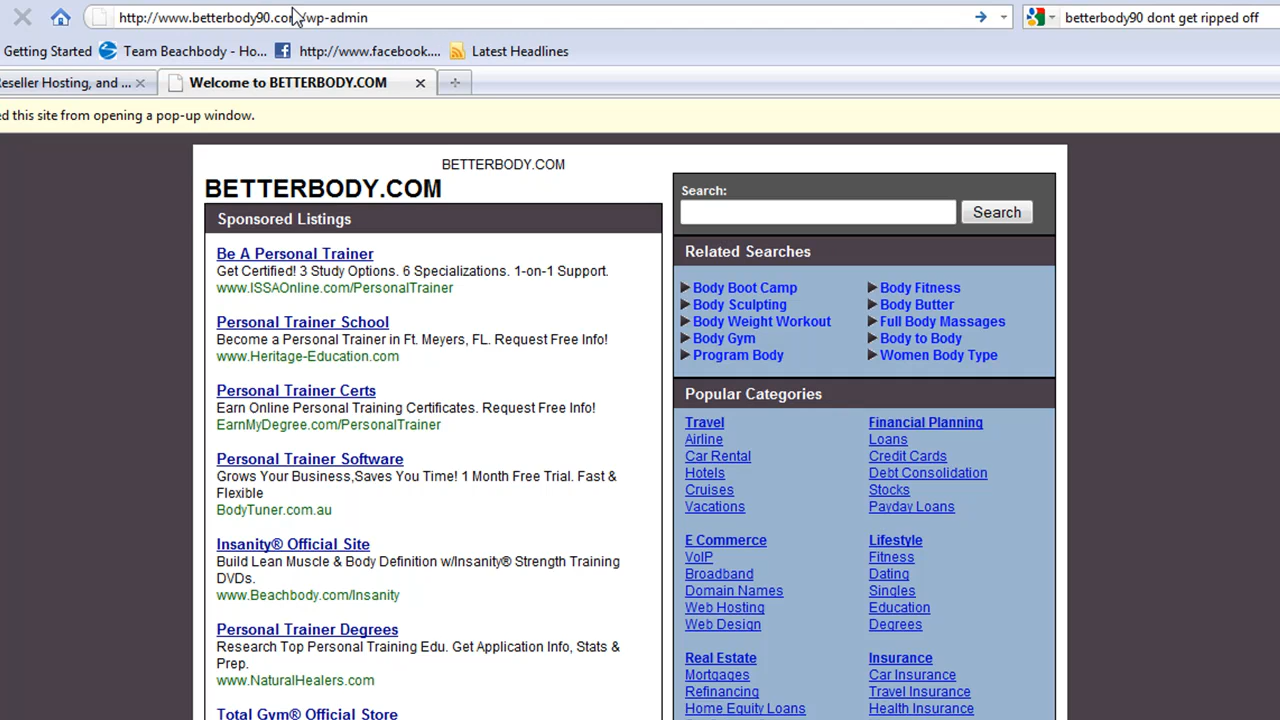 http://www.betterbody90.com/wp-admin
betterbody90 dont get ripped off
Getting Started
Team Beachbody - Ho...
http://www.facebook....
Latest Headlines
Reseller Hosting, and ...
Welcome to BETTERBODY.COM
ed this site from opening a pop-up window.
BETTERBODY.COM
BETTERBODY.COM
Sponsored Listings
Be A Personal Trainer
Get Certified! 3 Study Options. 6 Specializations. 1-on-1 Support.
www.ISSAOnline.com/PersonalTrainer
Personal Trainer School
Become a Personal Trainer in Ft. Meyers, FL. Request Free Info!
www.Heritage-Education.com
Personal Trainer Certs
Earn Online Personal Training Certificates. Request Free Info!
EarnMyDegree.com/PersonalTrainer
Personal Trainer Software
Grows Your Business,Saves You Time! 1 Month Free Trial. Fast &
Flexible
BodyTuner.com.au
Insanity® Official Site
Build Lean Muscle & Body Definition w/Insanity® Strength Training
DVDs.
www.Beachbody.com/Insanity
Personal Trainer Degrees
Research Top Personal Training Edu. Get Application Info, Stats &
Prep.
www.NaturalHealers.com
Total Gym® Official Store
Search:
Search
Related Searches
Body Boot Camp
Body Sculpting
Body Weight Workout
Body Gym
Program Body
Body Fitness
Body Butter
Full Body Massages
Body to Body
Women Body Type
Popular Categories
Travel
Airline
Car Rental
Hotels
Cruises
Vacations
Financial Planning
Loans
Credit Cards
Debt Consolidation
Stocks
Payday Loans
E Commerce
VoIP
Broadband
Domain Names
Web Hosting
Web Design
Lifestyle
Fitness
Dating
Singles
Education
Degrees
Real Estate
Mortgages
Refinancing
Home Equity Loans
Insurance
Car Insurance
Travel Insurance
Health Insurance